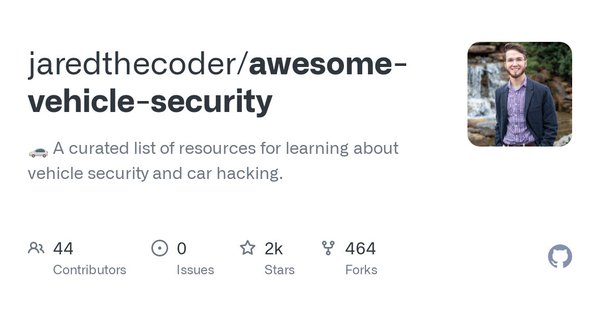 jaredthecoder/awesome-
vehicle-security
🚗 A curated list of resources for learning about
vehicle security and car hacking.
44
Contributors
0
Issues
2k
Stars
464
Forks